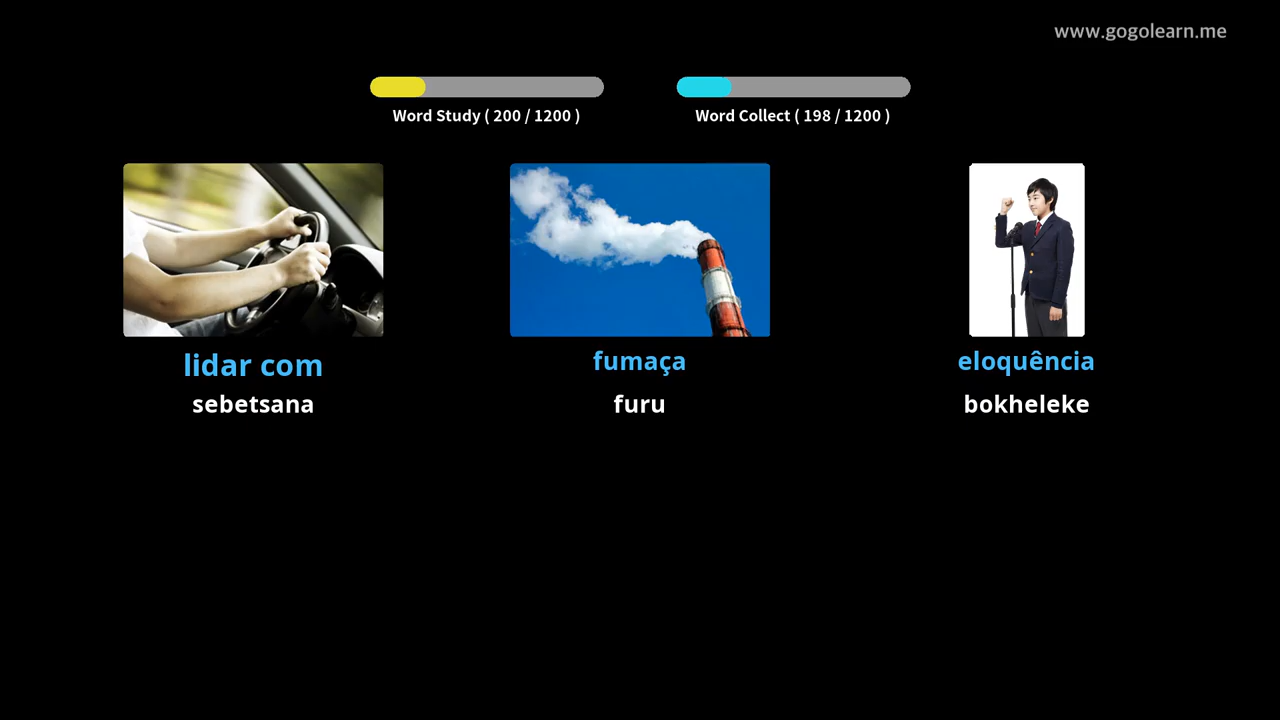 www.gogolearn.me
Word Study ( 200 / 1200 )
Word Collect ( 198 / 1200 )
lidar com
fumaça
eloquência
sebetsana
furu
bokheleke